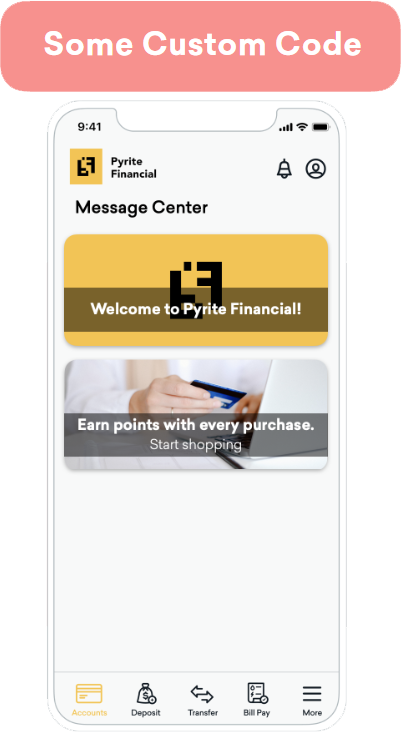 Some Custom Code
9:41
Pyrite
Financial
Message Center
Welcome to Pyrite Financial!
Earn points with every purchase.
Start shopping
Accounts
Deposit
Transfer
Bill Pay
More